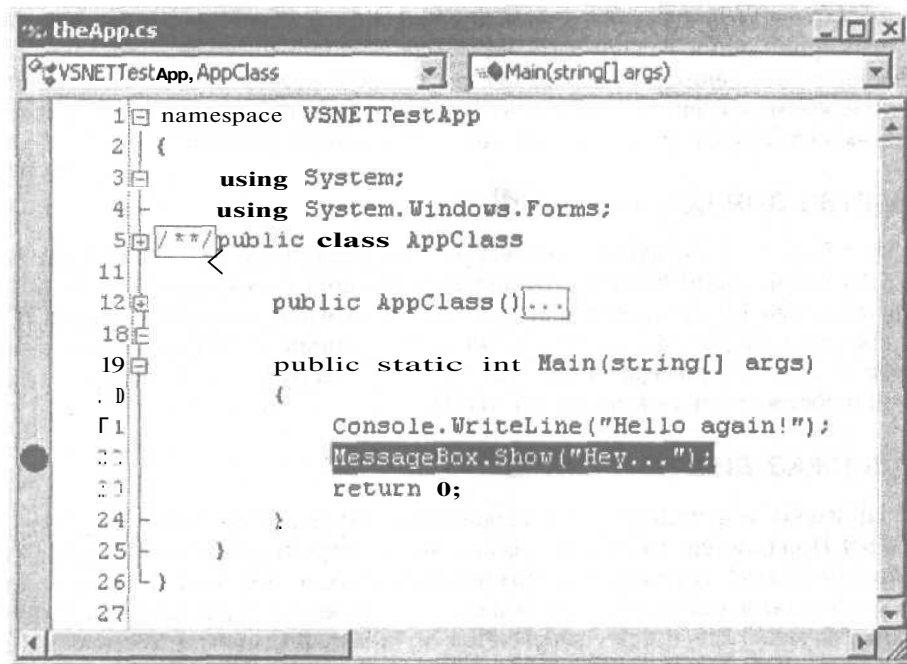 theApp.cs
VSNETTestApp, AppClass Main(string[] args)
1 namespace VSNETTestApp
2 {
3 using System;
4 using System.Windows.Forms;
5 /**/public class AppClass
11
12 public AppClass()...
18
19 public static int Main(string[] args)
{
1 Console.WriteLine("Hello again!");
MessageBox.Show("Hey...");
return 0;
24 }
25 }
26 }
27